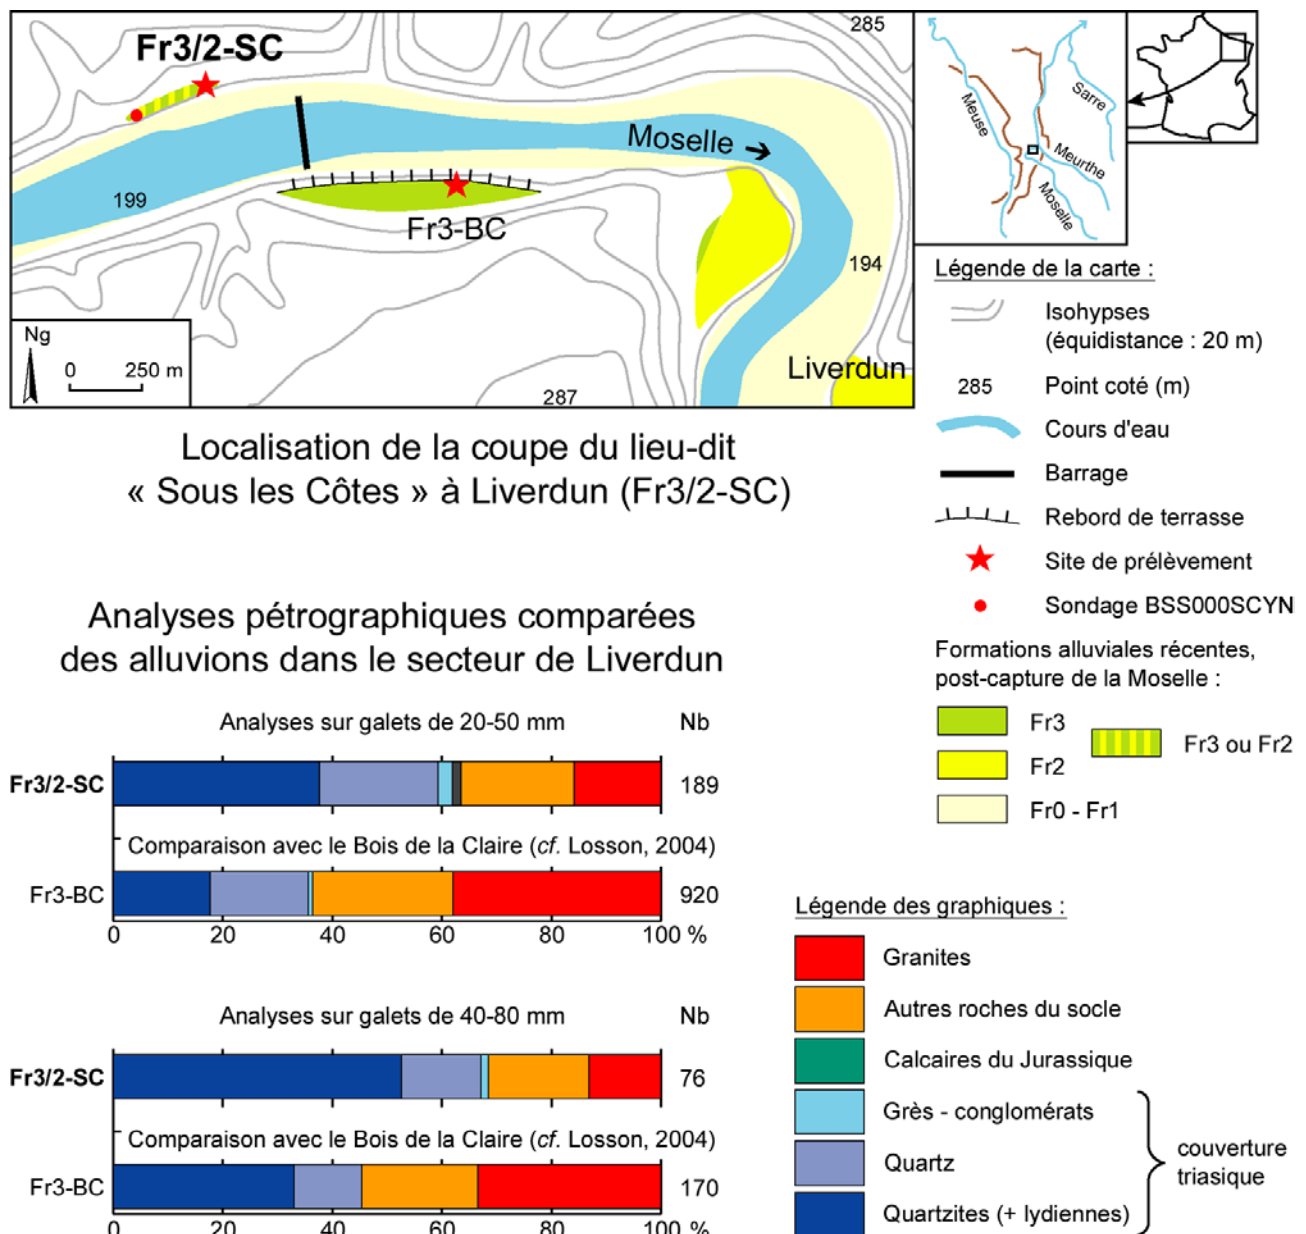 Fr3/2-SC
285
Moselle
199
Fr3-BC
194
Ng
0 250 m
Liverdun
287
Meuse
Sarre
Meurthe
Moselle
Légende de la carte :
Isohypses
(équidistance : 20 m)
285 Point coté (m)
Cours d'eau
Barrage
Rebord de terrasse
Site de prélèvement
Sondage BSS000SCYN
Formations alluviales récentes,
post-capture de la Moselle :
Fr3
Fr3 ou Fr2
Fr2
Fr0 - Fr1
Localisation de la coupe du lieu-dit
« Sous les Côtes » à Liverdun (Fr3/2-SC)
Analyses pétrographiques comparées
des alluvions dans le secteur de Liverdun
Analyses sur galets de 20-50 mm Nb
Fr3/2-SC 189
Comparaison avec le Bois de la Claire (cf. Losson, 2004)
Fr3-BC 920
0 20 40 60 80 100 %
Analyses sur galets de 40-80 mm Nb
Fr3/2-SC 76
Comparaison avec le Bois de la Claire (cf. Losson, 2004)
Fr3-BC 170
0 20 40 60 80 100 %
Légende des graphiques :
Granites
Autres roches du socle
Calcaires du Jurassique
Grès - conglomérats
Quartz
Quartzites (+ lydiennes)
couverture
triasique